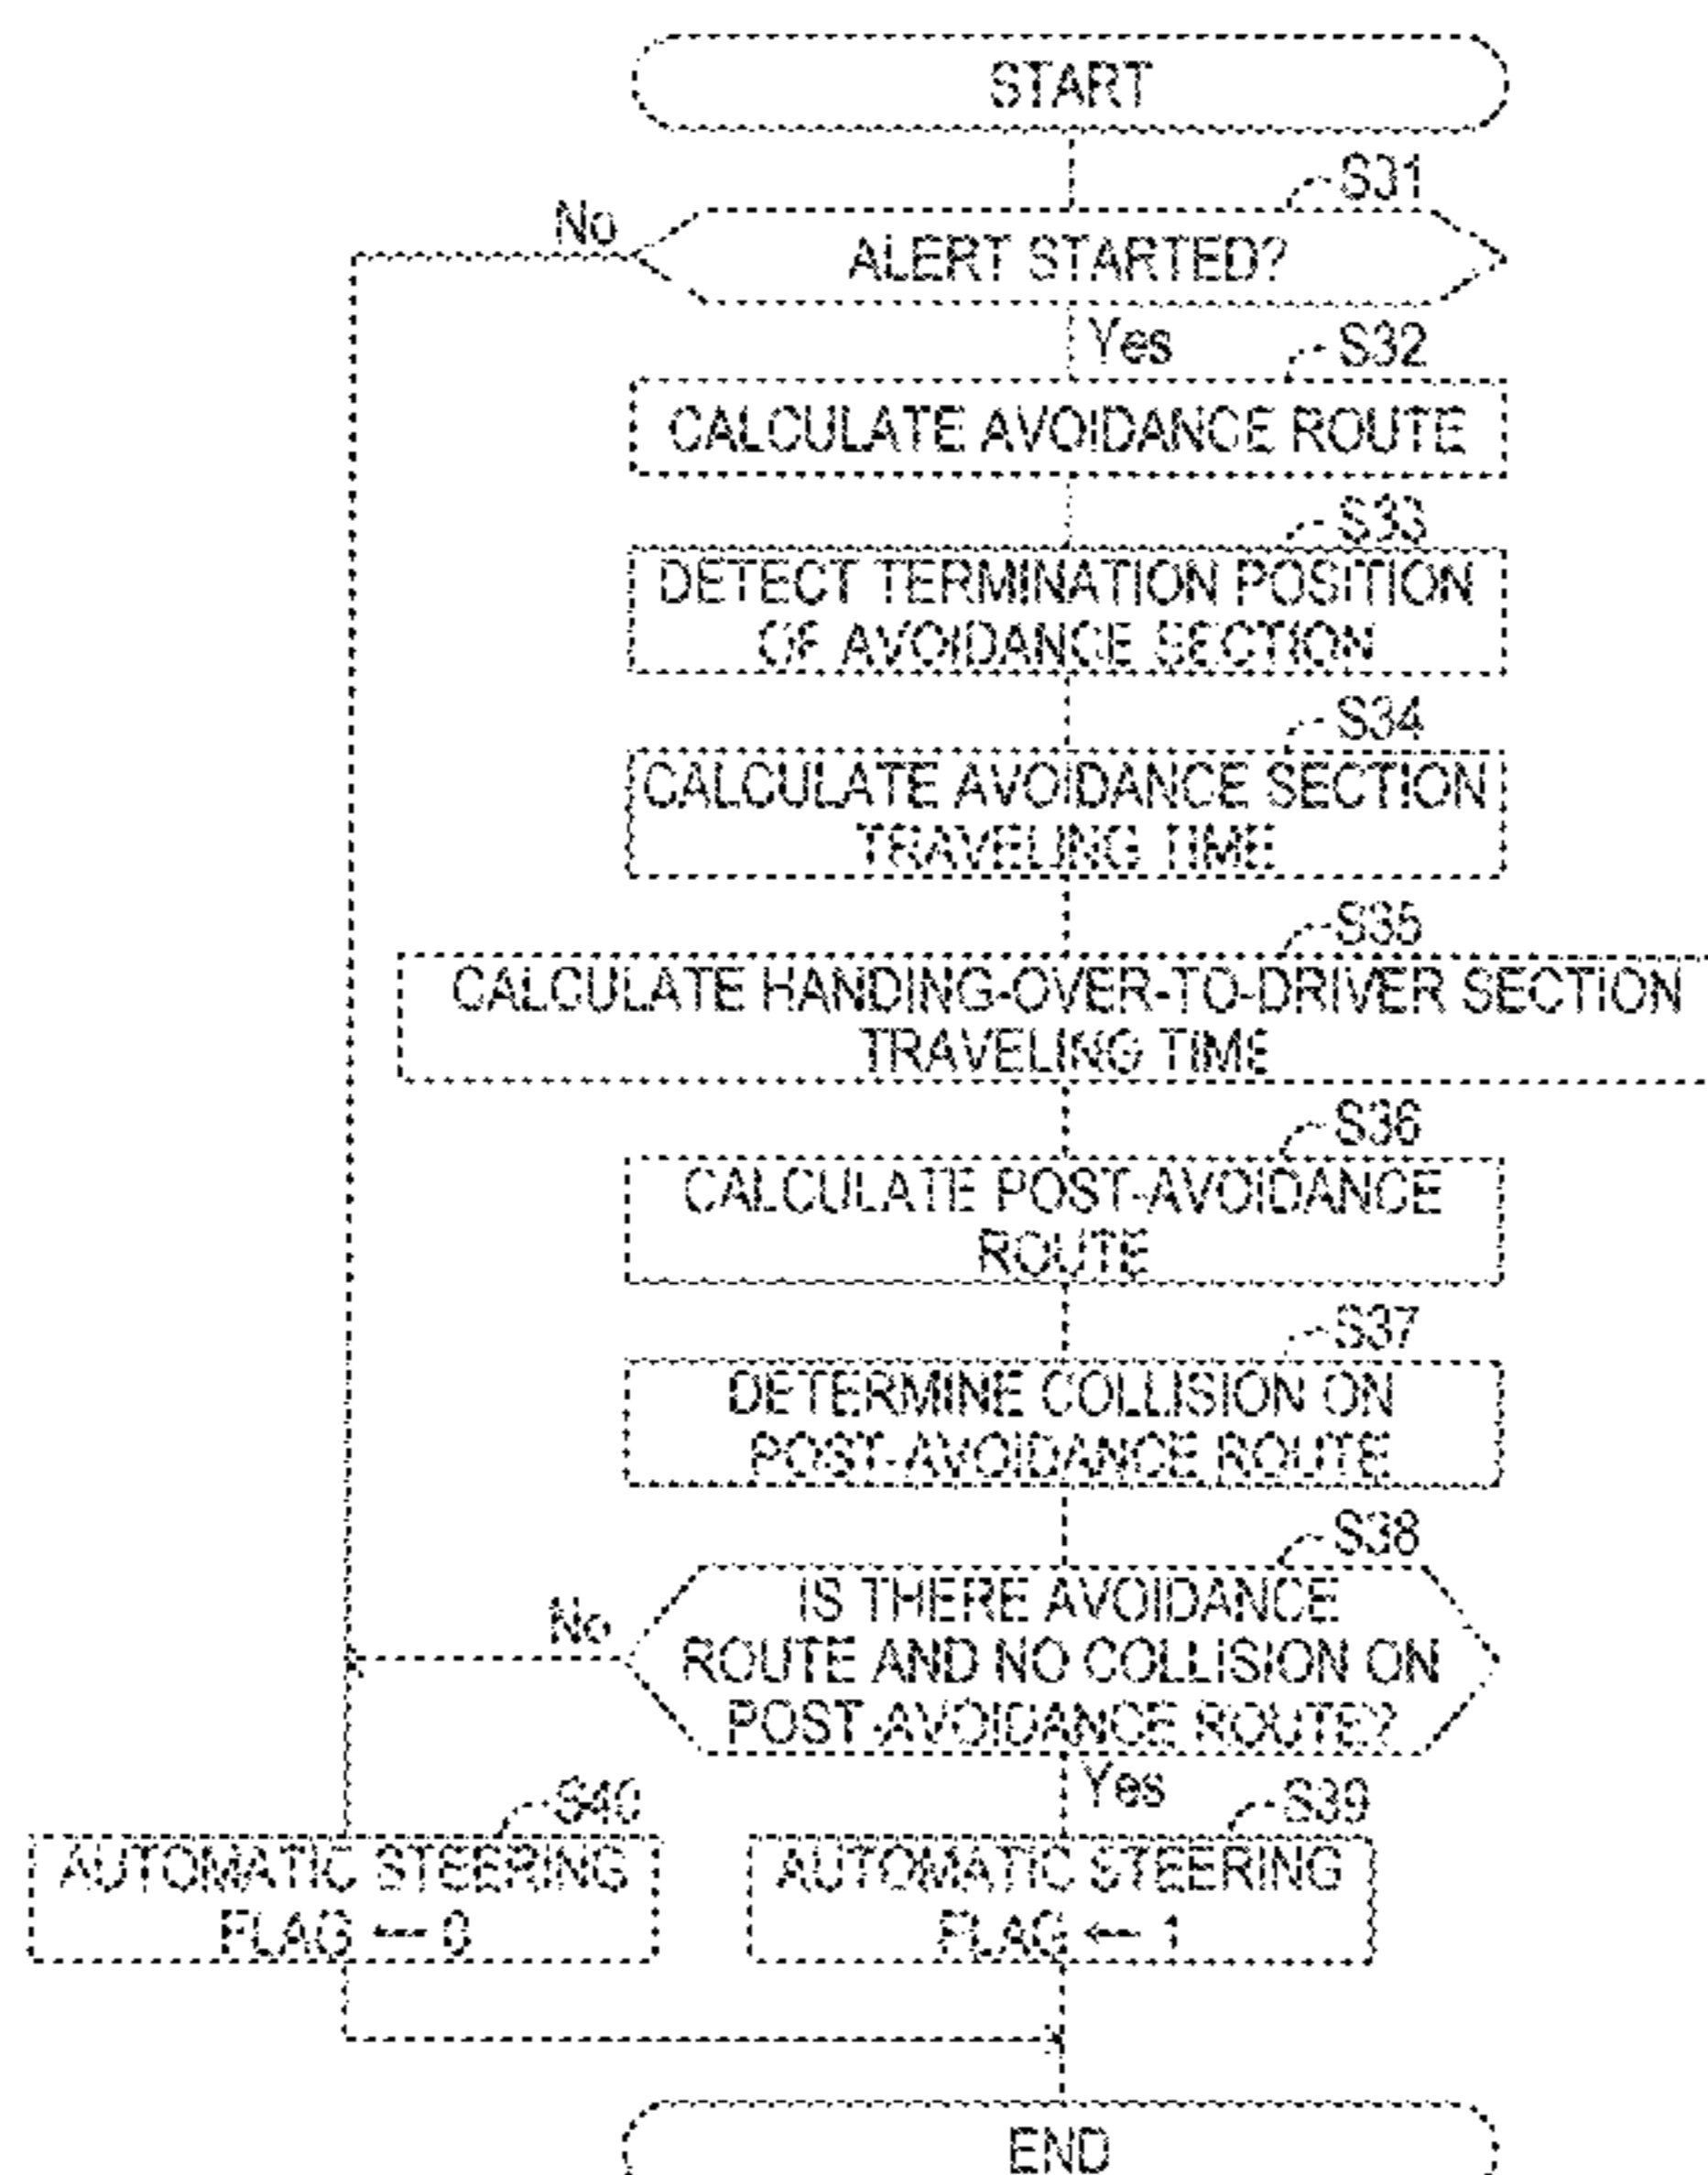 START
S31
No
ALERT STARTED?
Yes
S32
CALCULATE AVOIDANCE ROUTE
S33
DETECT TERMINATION POSITION
OF AVOIDANCE SECTION
S34
CALCULATE AVOIDANCE SECTION
TRAVELING TIME
S35
CALCULATE HANDING-OVER-TO-DRIVER SECTION
TRAVELING TIME
S36
CALCULATE POST-AVOIDANCE
ROUTE
S37
DETERMINE COLLISION ON
POST-AVOIDANCE ROUTE
S38
No
IS THERE AVOIDANCE
ROUTE AND NO COLLISION ON
POST-AVOIDANCE ROUTE?
Yes
S40
AUTOMATIC STEERING
FLAG ← 0
S39
AUTOMATIC STEERING
FLAG ← 1
END